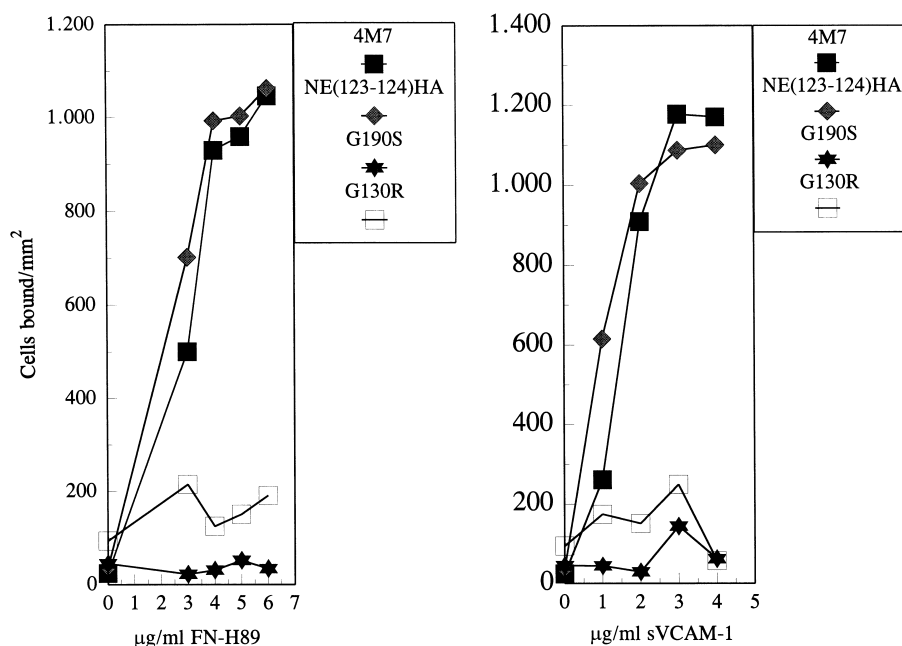 1.200
1.000
800
600
400
200
0
Cells bound/mm²
0 1 2 3 4 5 6 7
µg/ml FN-H89
4M7
NE(123-124)HA
G190S
G130R
1.400
1.200
1.000
800
600
400
200
0
0 1 2 3 4 5
µg/ml sVCAM-1
4M7
NE(123-124)HA
G190S
G130R